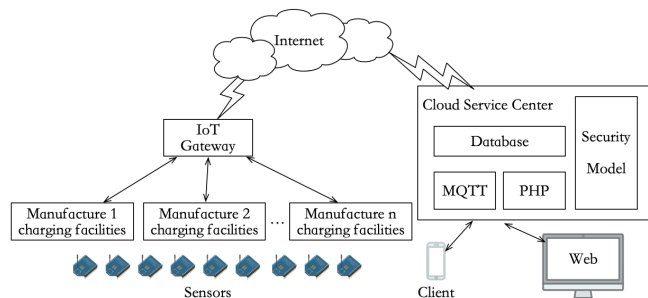 Internet
Cloud Service Center
Security
Model
Database
MQTT
PHP
IoT
Gateway
Manufacture 1
charging facilities
Manufacture 2
charging facilities
...
Manufacture n
charging facilities
Sensors
Client
Web